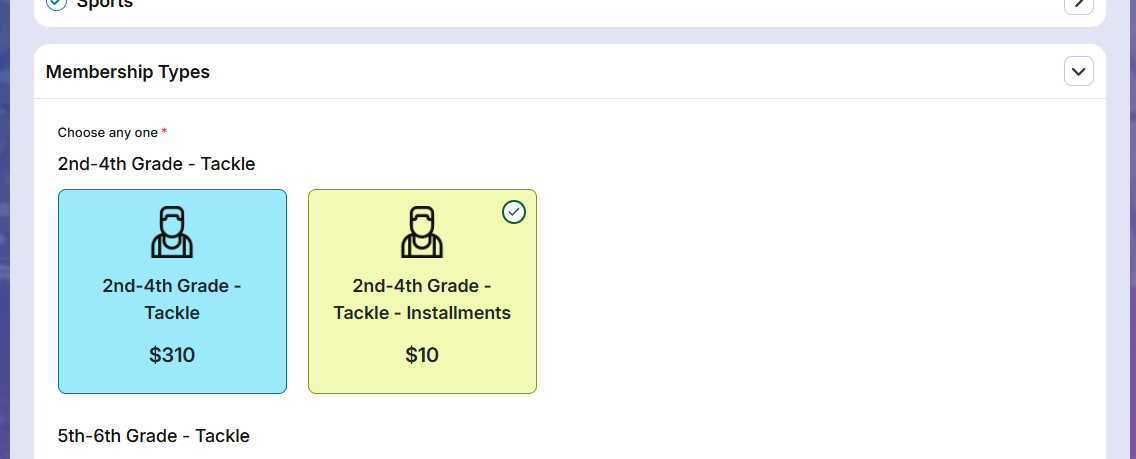 Sports
Membership Types
Choose any one *
2nd-4th Grade - Tackle
2nd-4th Grade -
Tackle
$310
2nd-4th Grade -
Tackle - Installments
$10
5th-6th Grade - Tackle